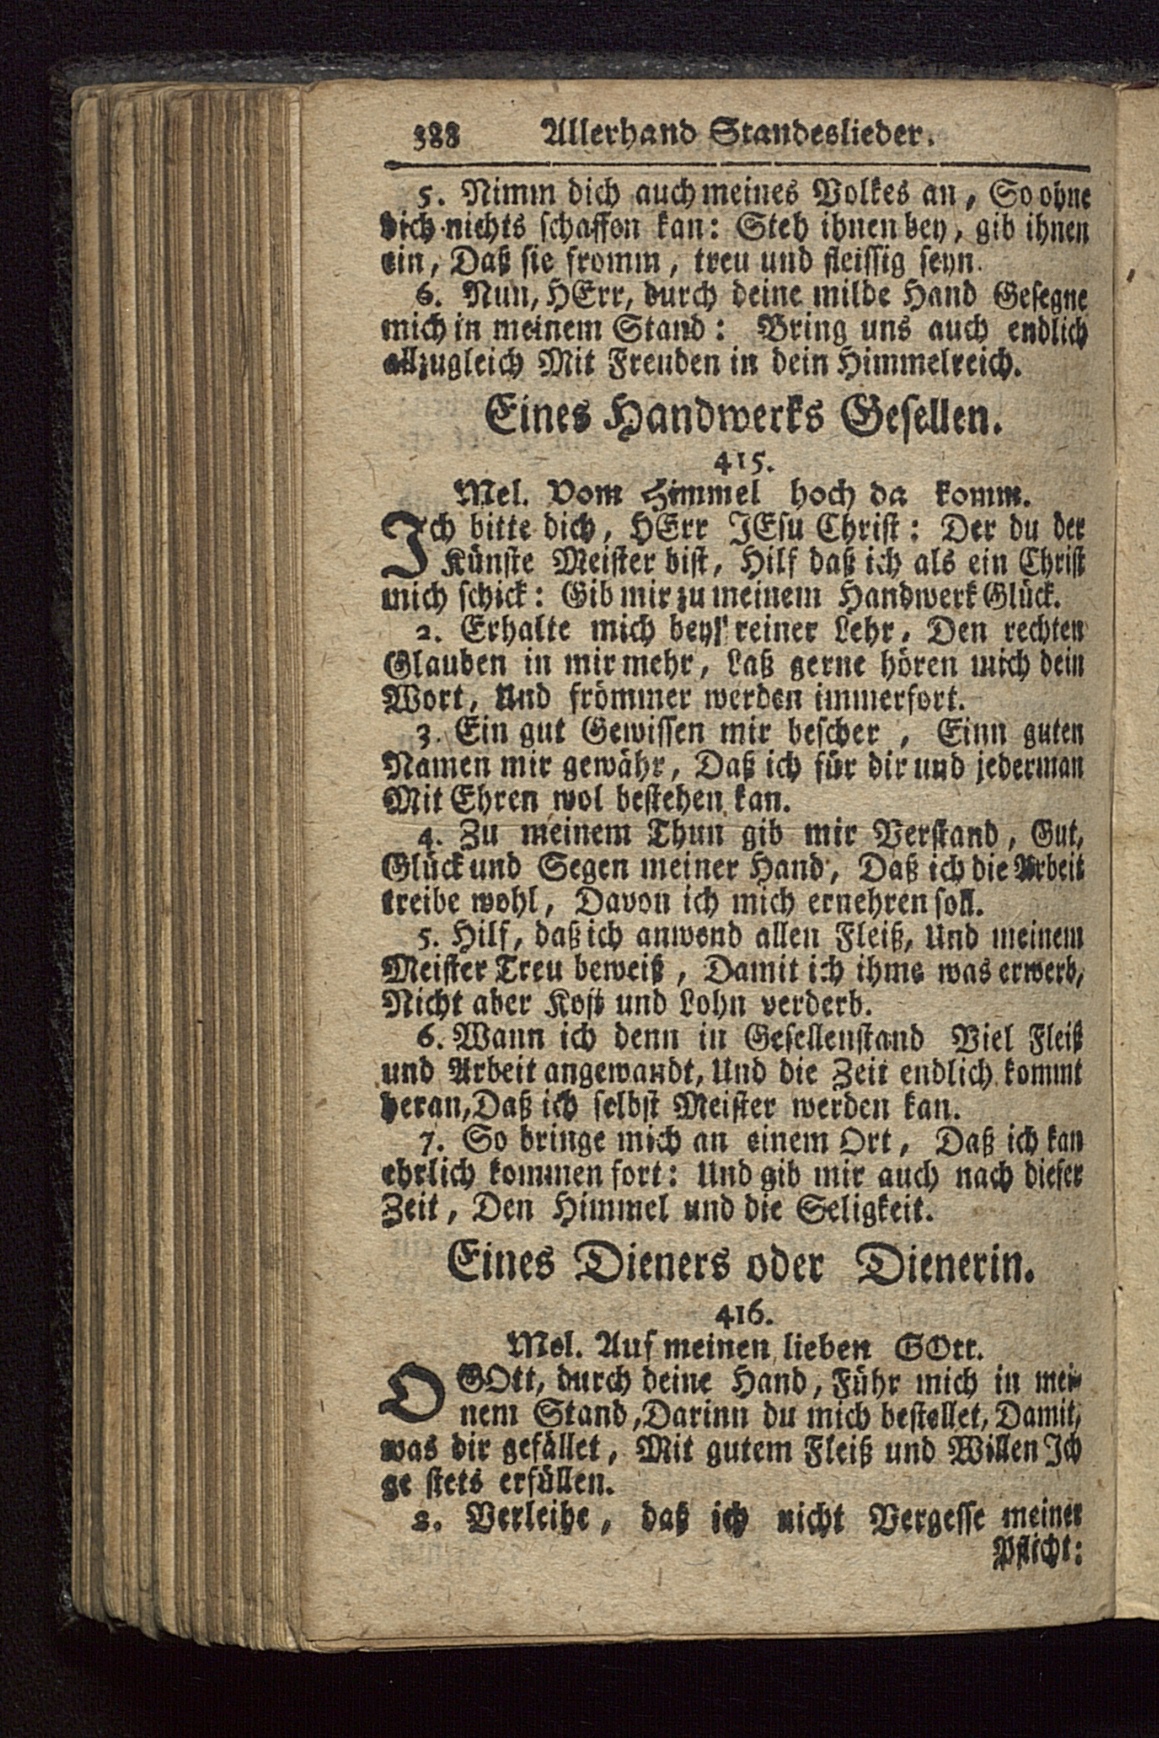 388 Allerhand Standeslieder.
5. Nimm dich auch meines Volkes an, So ohne
dich nichts schaffen kan: Steh ihnen bey, gib ihnen
ein, Daß sie fromm, treu und fleissig seyn.
6. Nun, HErr, durch deine milde Hand Gesegne
mich in meinem Stand: Bring uns auch endlich
allzugleich Mit Freuden in dein Himmelreich.
Eines Handwerks Gesellen.
415.
Mel. Vom Himmel hoch da komm.
Ich bitte dich, HErr JEsu Christ: Der du der
Künste Meister bist, Hilf daß ich als ein Christ
mich schick: Gib mir zu meinem Handwerk Glück.
2. Erhalte mich bey reiner Lehr, Den rechten
Glauben in mir mehr, Laß gerne hören mich dein
Wort, Und frömmer werden immerfort.
3. Ein gut Gewissen mir bescher, Einn guten
Namen mir gewähr, Daß ich für dir und jederman
Mit Ehren wol bestehen kan.
4. Zu meinem Thun gib mir Verstand, Gut,
Glück und Segen meiner Hand, Daß ich die Arbeit
treibe wohl, Davon ich mich ernehren soll.
5. Hilf, daß ich anwend allen Fleiß, Und meinem
Meister Treu beweiß, Damit ich ihme was erwerb,
Nicht aber Kost und Lohn verderb.
6. Wann ich denn in Gesellenstand Viel Fleiß
und Arbeit angewandt, Und die Zeit endlich kommt
heran, Daß ich selbst Meister werden kan.
7. So bringe mich an einem Ort, Daß ich kan
ehrlich kommen fort: Und gib mir auch nach dieser
Zeit, Den Himmel und die Seligkeit.
Eines Dieners oder Dienerin.
416.
Mel. Auf meinen lieben GOtt.
O GOtt, durch deine Hand, Führ mich in mei-
nem Stand, Darinn du mich bestellet, Damit,
was dir gefället, Mit gutem Fleiß und Willen Ich
ge stets erfüllen.
2. Verleihe, daß ich nicht Vergesse meiner
Pflicht: